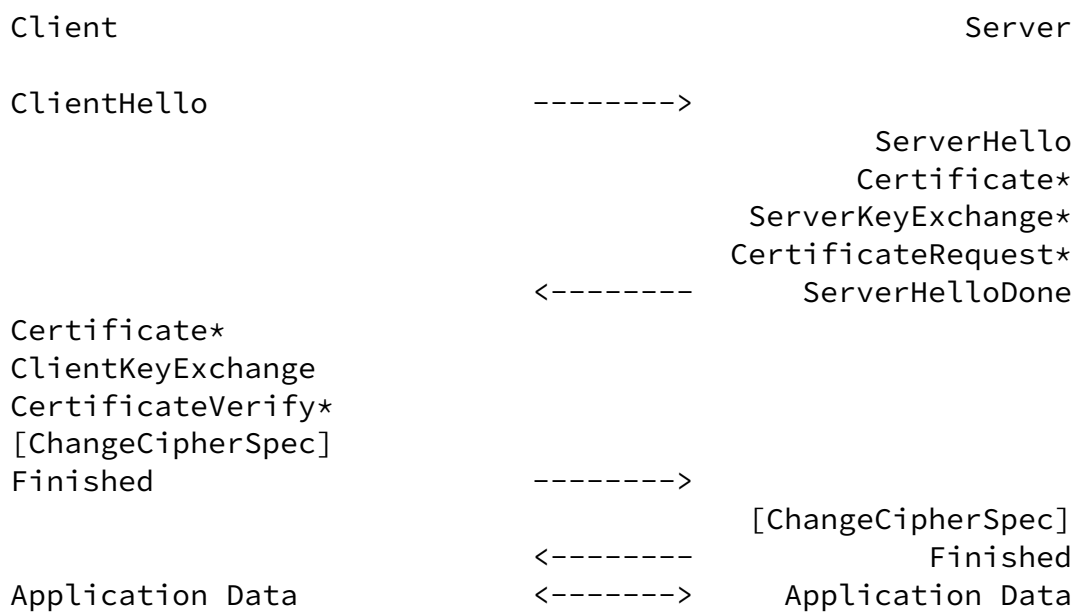 Client                                               Server

ClientHello                  -------->
                                                ServerHello
                                               Certificate*
                                         ServerKeyExchange*
                                        CertificateRequest*
                             <--------      ServerHelloDone
Certificate*
ClientKeyExchange
CertificateVerify*
[ChangeCipherSpec]
Finished                     -------->
                                         [ChangeCipherSpec]
                             <--------             Finished
Application Data             <------->     Application Data